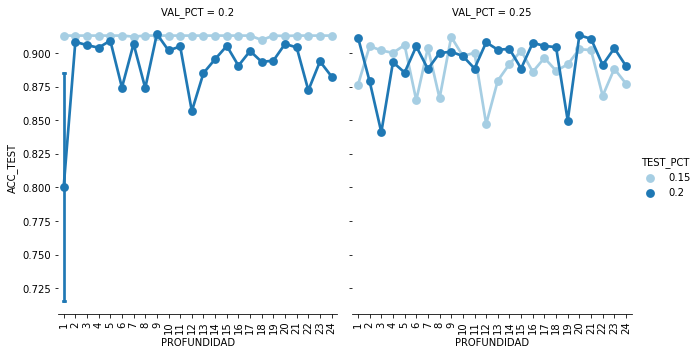 VAL_PCT = 0.2
VAL_PCT = 0.25
0.900
0.875
0.850
0.825
0.800
0.775
0.750
0.725
ACC_TEST
1 2 3 4 5 6 7 8 9 10 11 12 13 14 15 16 17 18 19 20 21 22 23 24
PROFUNDIDAD
1 2 3 4 5 6 7 8 9 10 11 12 13 14 15 16 17 18 19 20 21 22 23 24
PROFUNDIDAD
TEST_PCT
0.15
0.2